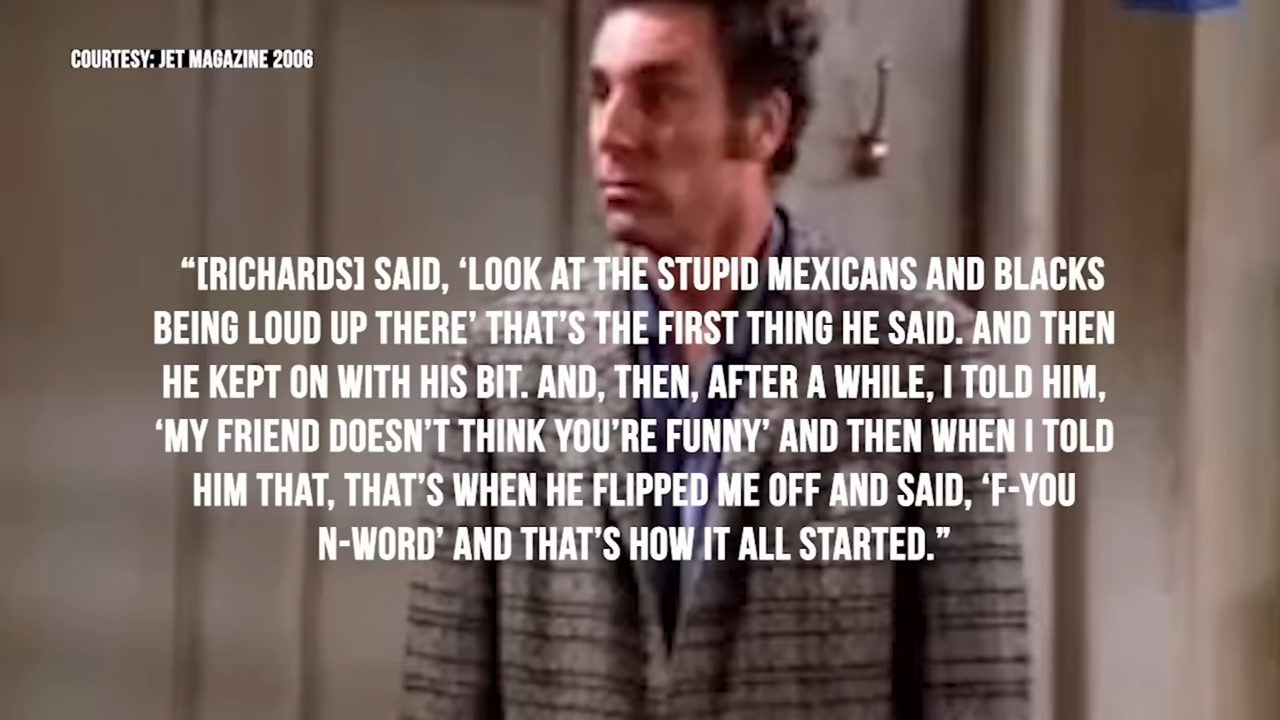 COURTESY: JET MAGAZINE 2006
“[RICHARDS] SAID, ‘LOOK AT THE STUPID MEXICANS AND BLACKS
BEING LOUD UP THERE’ THAT’S THE FIRST THING HE SAID. AND THEN
HE KEPT ON WITH HIS BIT. AND, THEN, AFTER A WHILE, I TOLD HIM,
‘MY FRIEND DOESN’T THINK YOU’RE FUNNY’ AND THEN WHEN I TOLD
HIM THAT, THAT’S WHEN HE FLIPPED ME OFF AND SAID, ‘F-YOU
N-WORD’ AND THAT’S HOW IT ALL STARTED.”